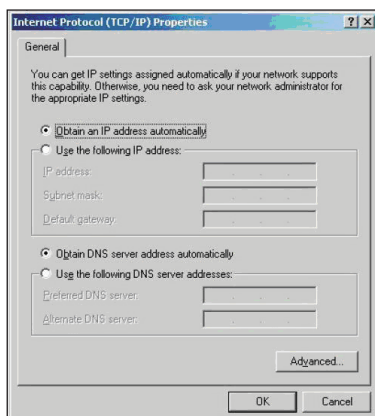 Internet Protocol (TCP/IP) Properties
General
You can get IP settings assigned automatically if your network supports
this capability. Otherwise, you need to ask your network administrator for
the appropriate IP settings.
Obtain an IP address automatically
Use the following IP address:
IP address:
Subnet mask:
Default gateway:
Obtain DNS server address automatically
Use the following DNS server addresses:
Preferred DNS server:
Alternate DNS server:
Advanced...
OK Cancel